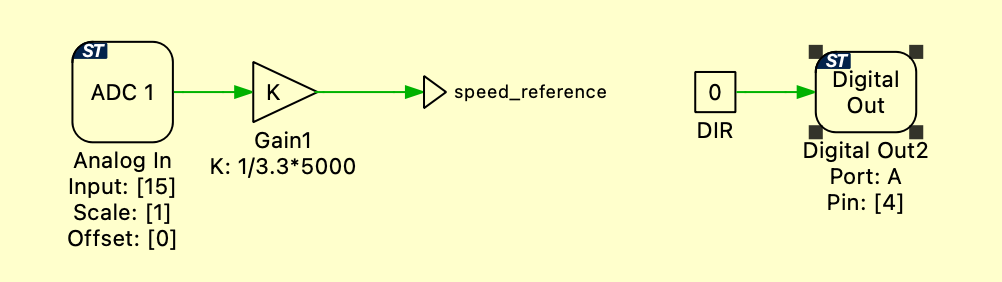 ST
ADC 1
Analog In
Input: [15]
Scale: [1]
Offset: [0]
K
Gain1
K: 1/3.3*5000
speed_reference
0
DIR
ST
Digital
Out
Digital Out2
Port: A
Pin: [4]